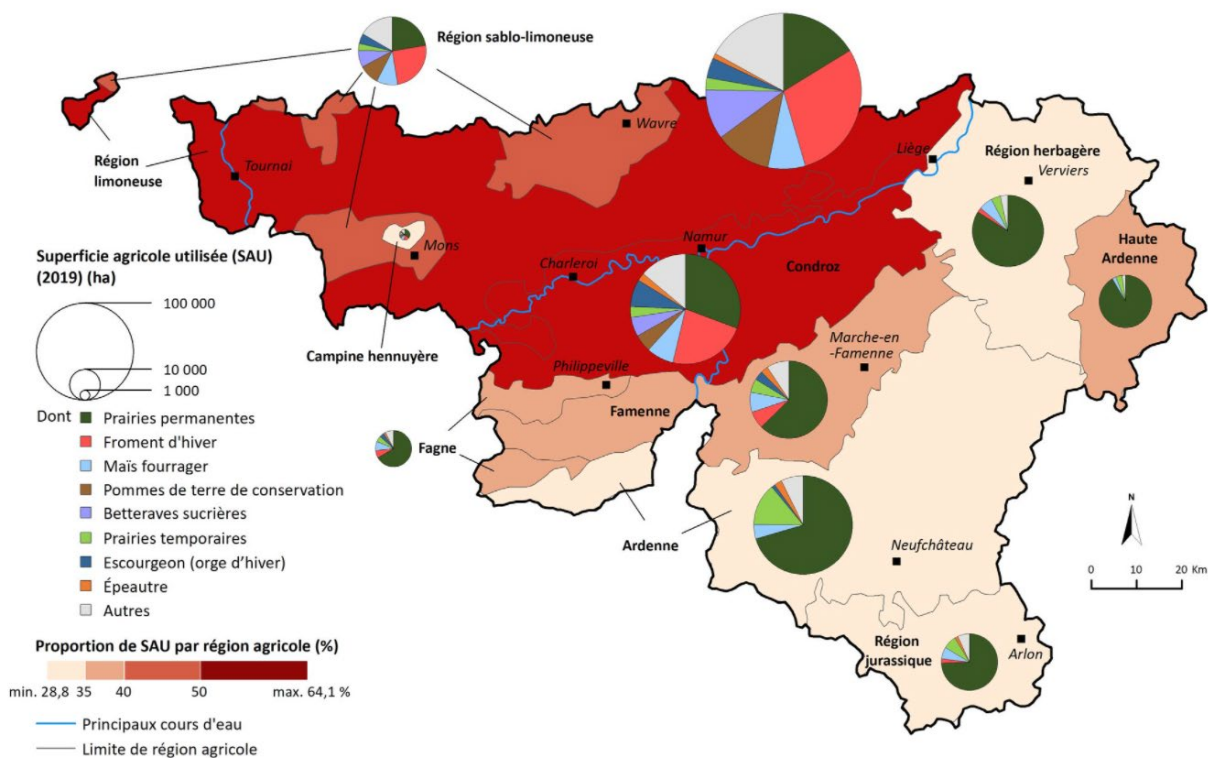 Région sablo-limoneuse
Wavre
Liège
Région herbagère
Verviers
Région
limoneuse
Tournai
Mons
Namur
Charleroi
Condroz
Haute
Ardenne
Superficie agricole utilisée (SAU)
(2019) (ha)
100 000
10 000
1 000
Campine hennuyère
Philippeville
Marche-en
-Famenne
Famenne
Fagne
Ardenne
Neufchâteau
Région
jurassique
Arlon
Dont
Prairies permanentes
Froment d'hiver
Maïs fourrager
Pommes de terre de conservation
Betteraves sucrières
Prairies temporaires
Escourgeon (orge d’hiver)
Épeautre
Autres
N
0 10 20 Km
Proportion de SAU par région agricole (%)
min. 28,8 35 40 50 max. 64,1 %
Principaux cours d'eau
Limite de région agricole